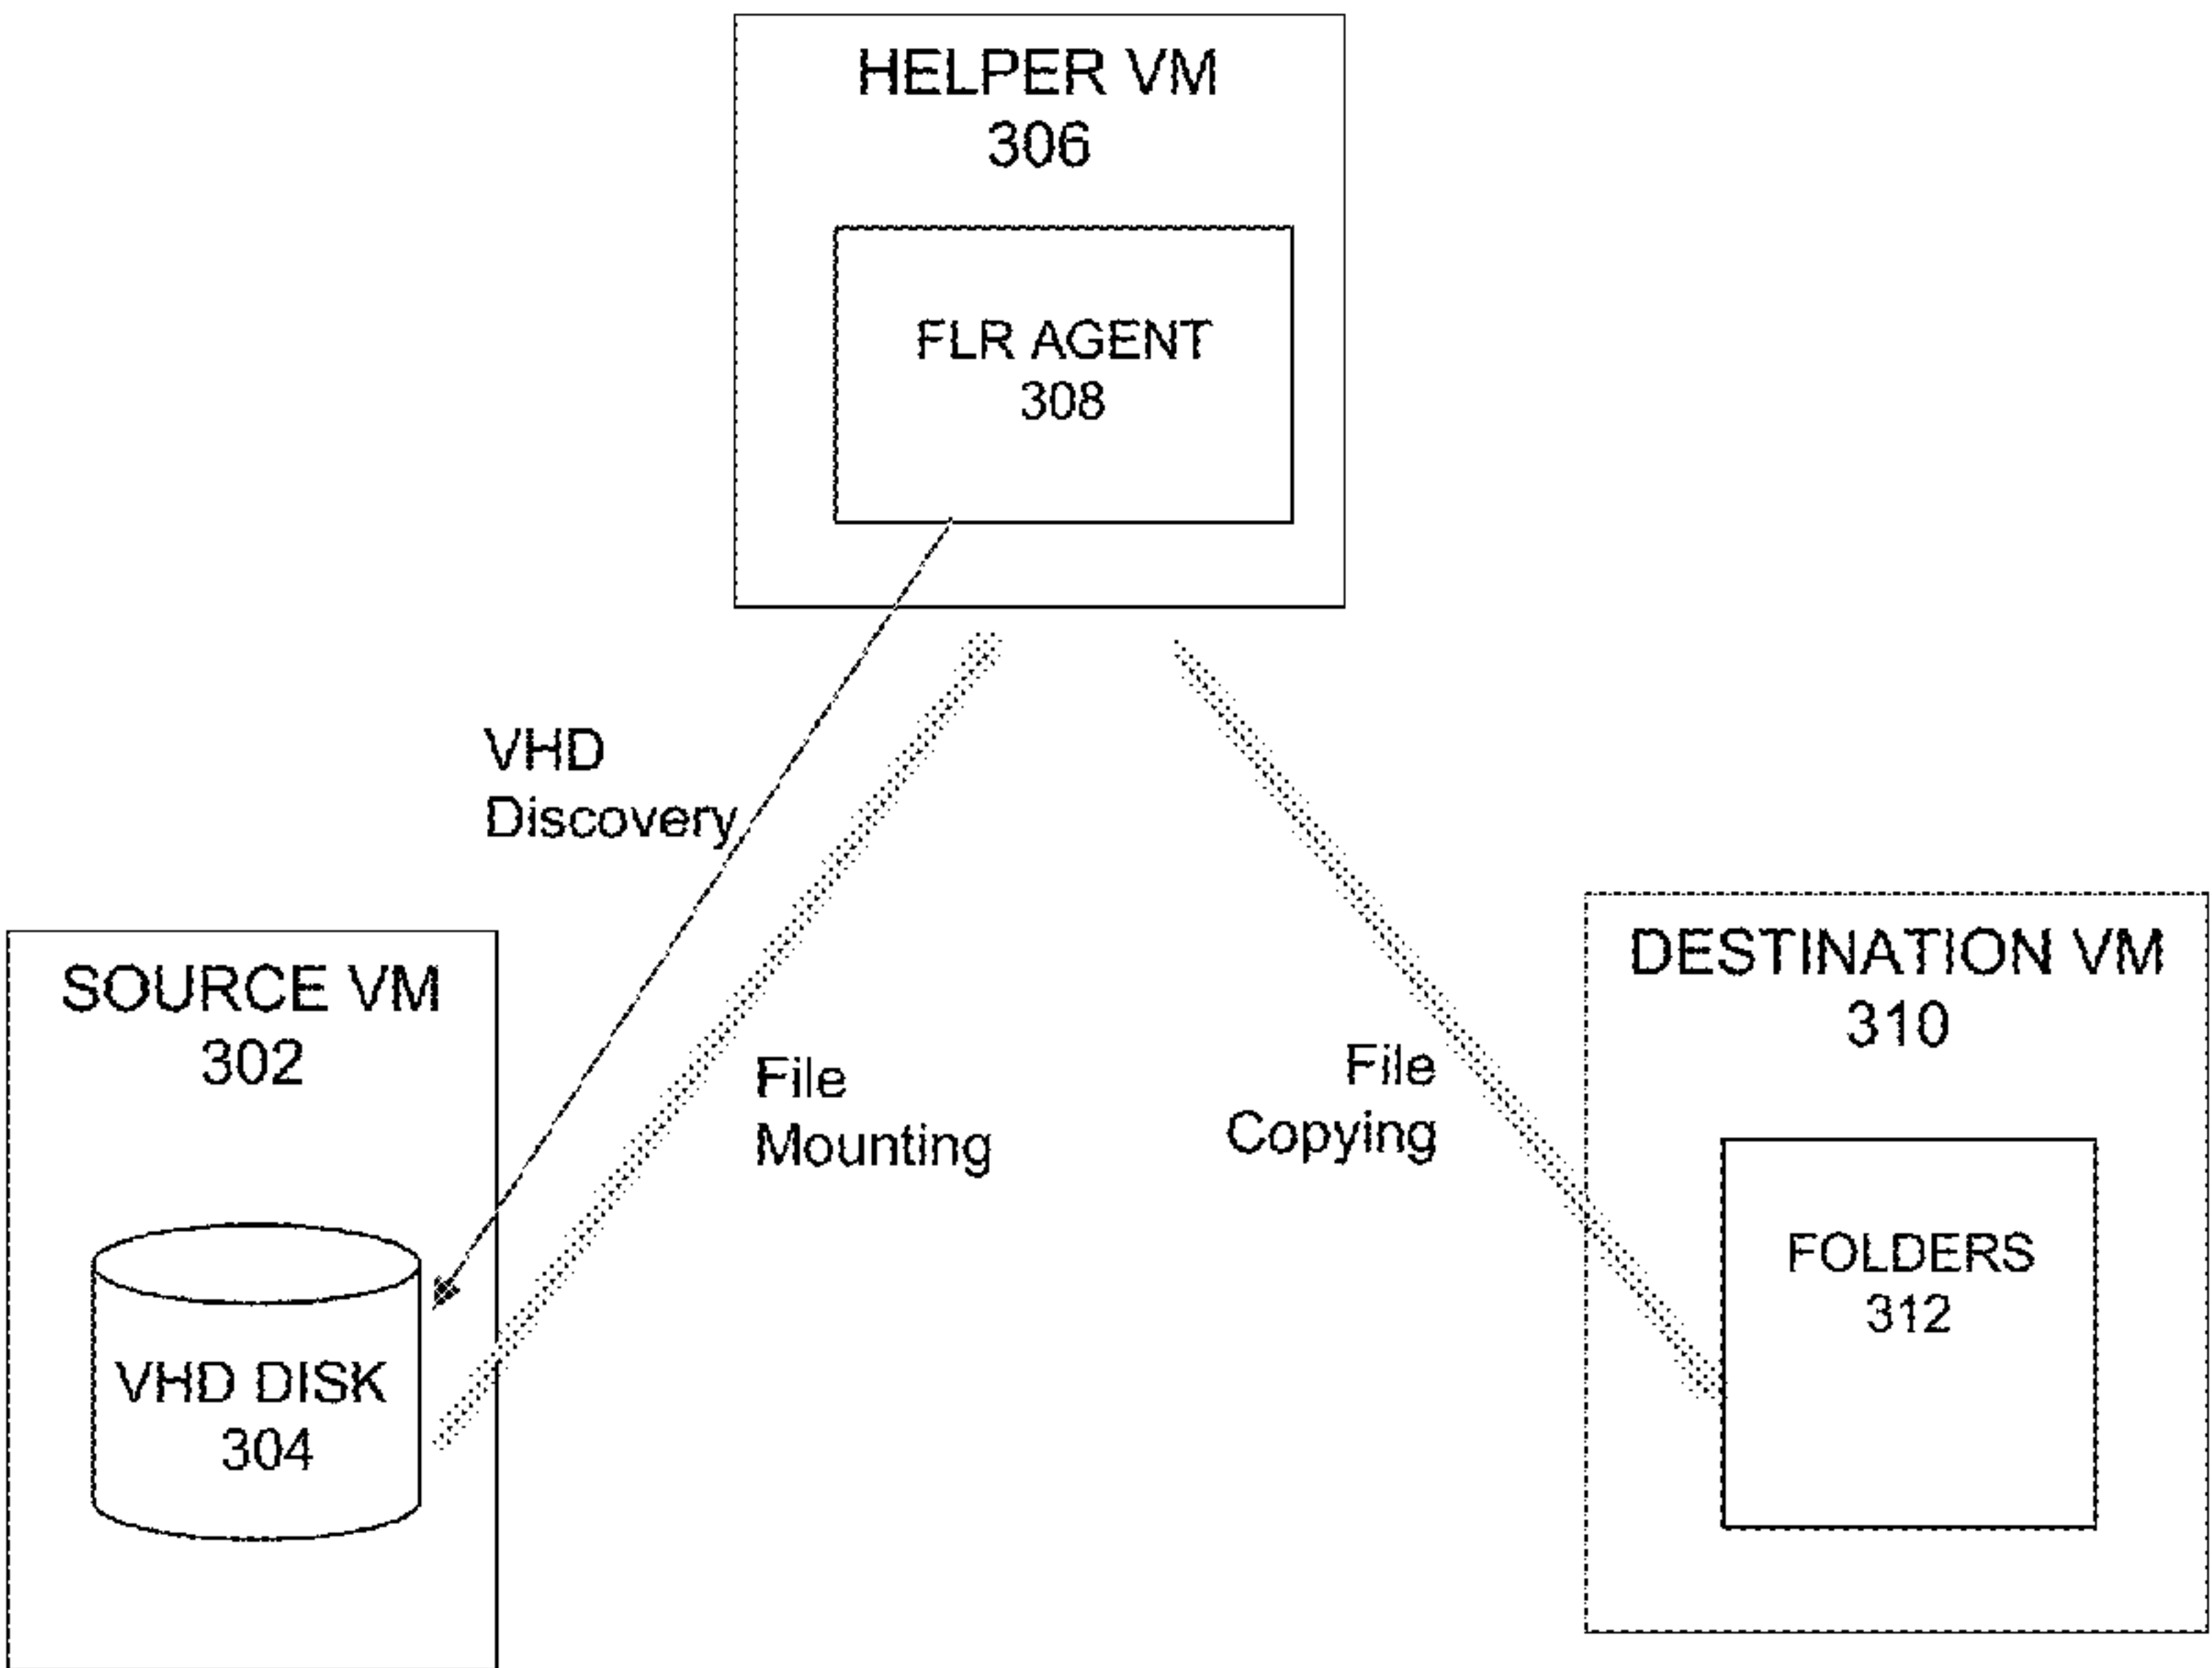 HELPER VM
306
FLR AGENT
308
VHD
Discovery
SOURCE VM
302
VHD DISK
304
File
Mounting
File
Copying
DESTINATION VM
310
FOLDERS
312